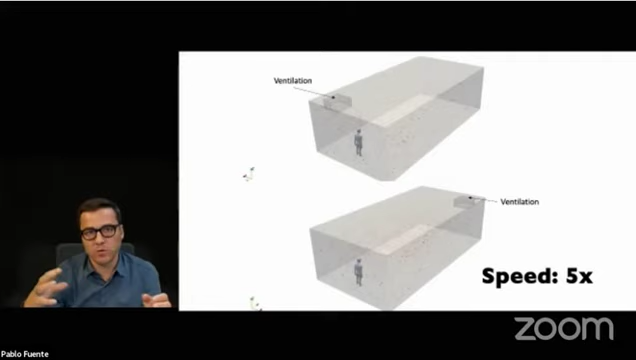 Ventilation
Ventilation
Speed: 5x
zoom
Pablo Fuente